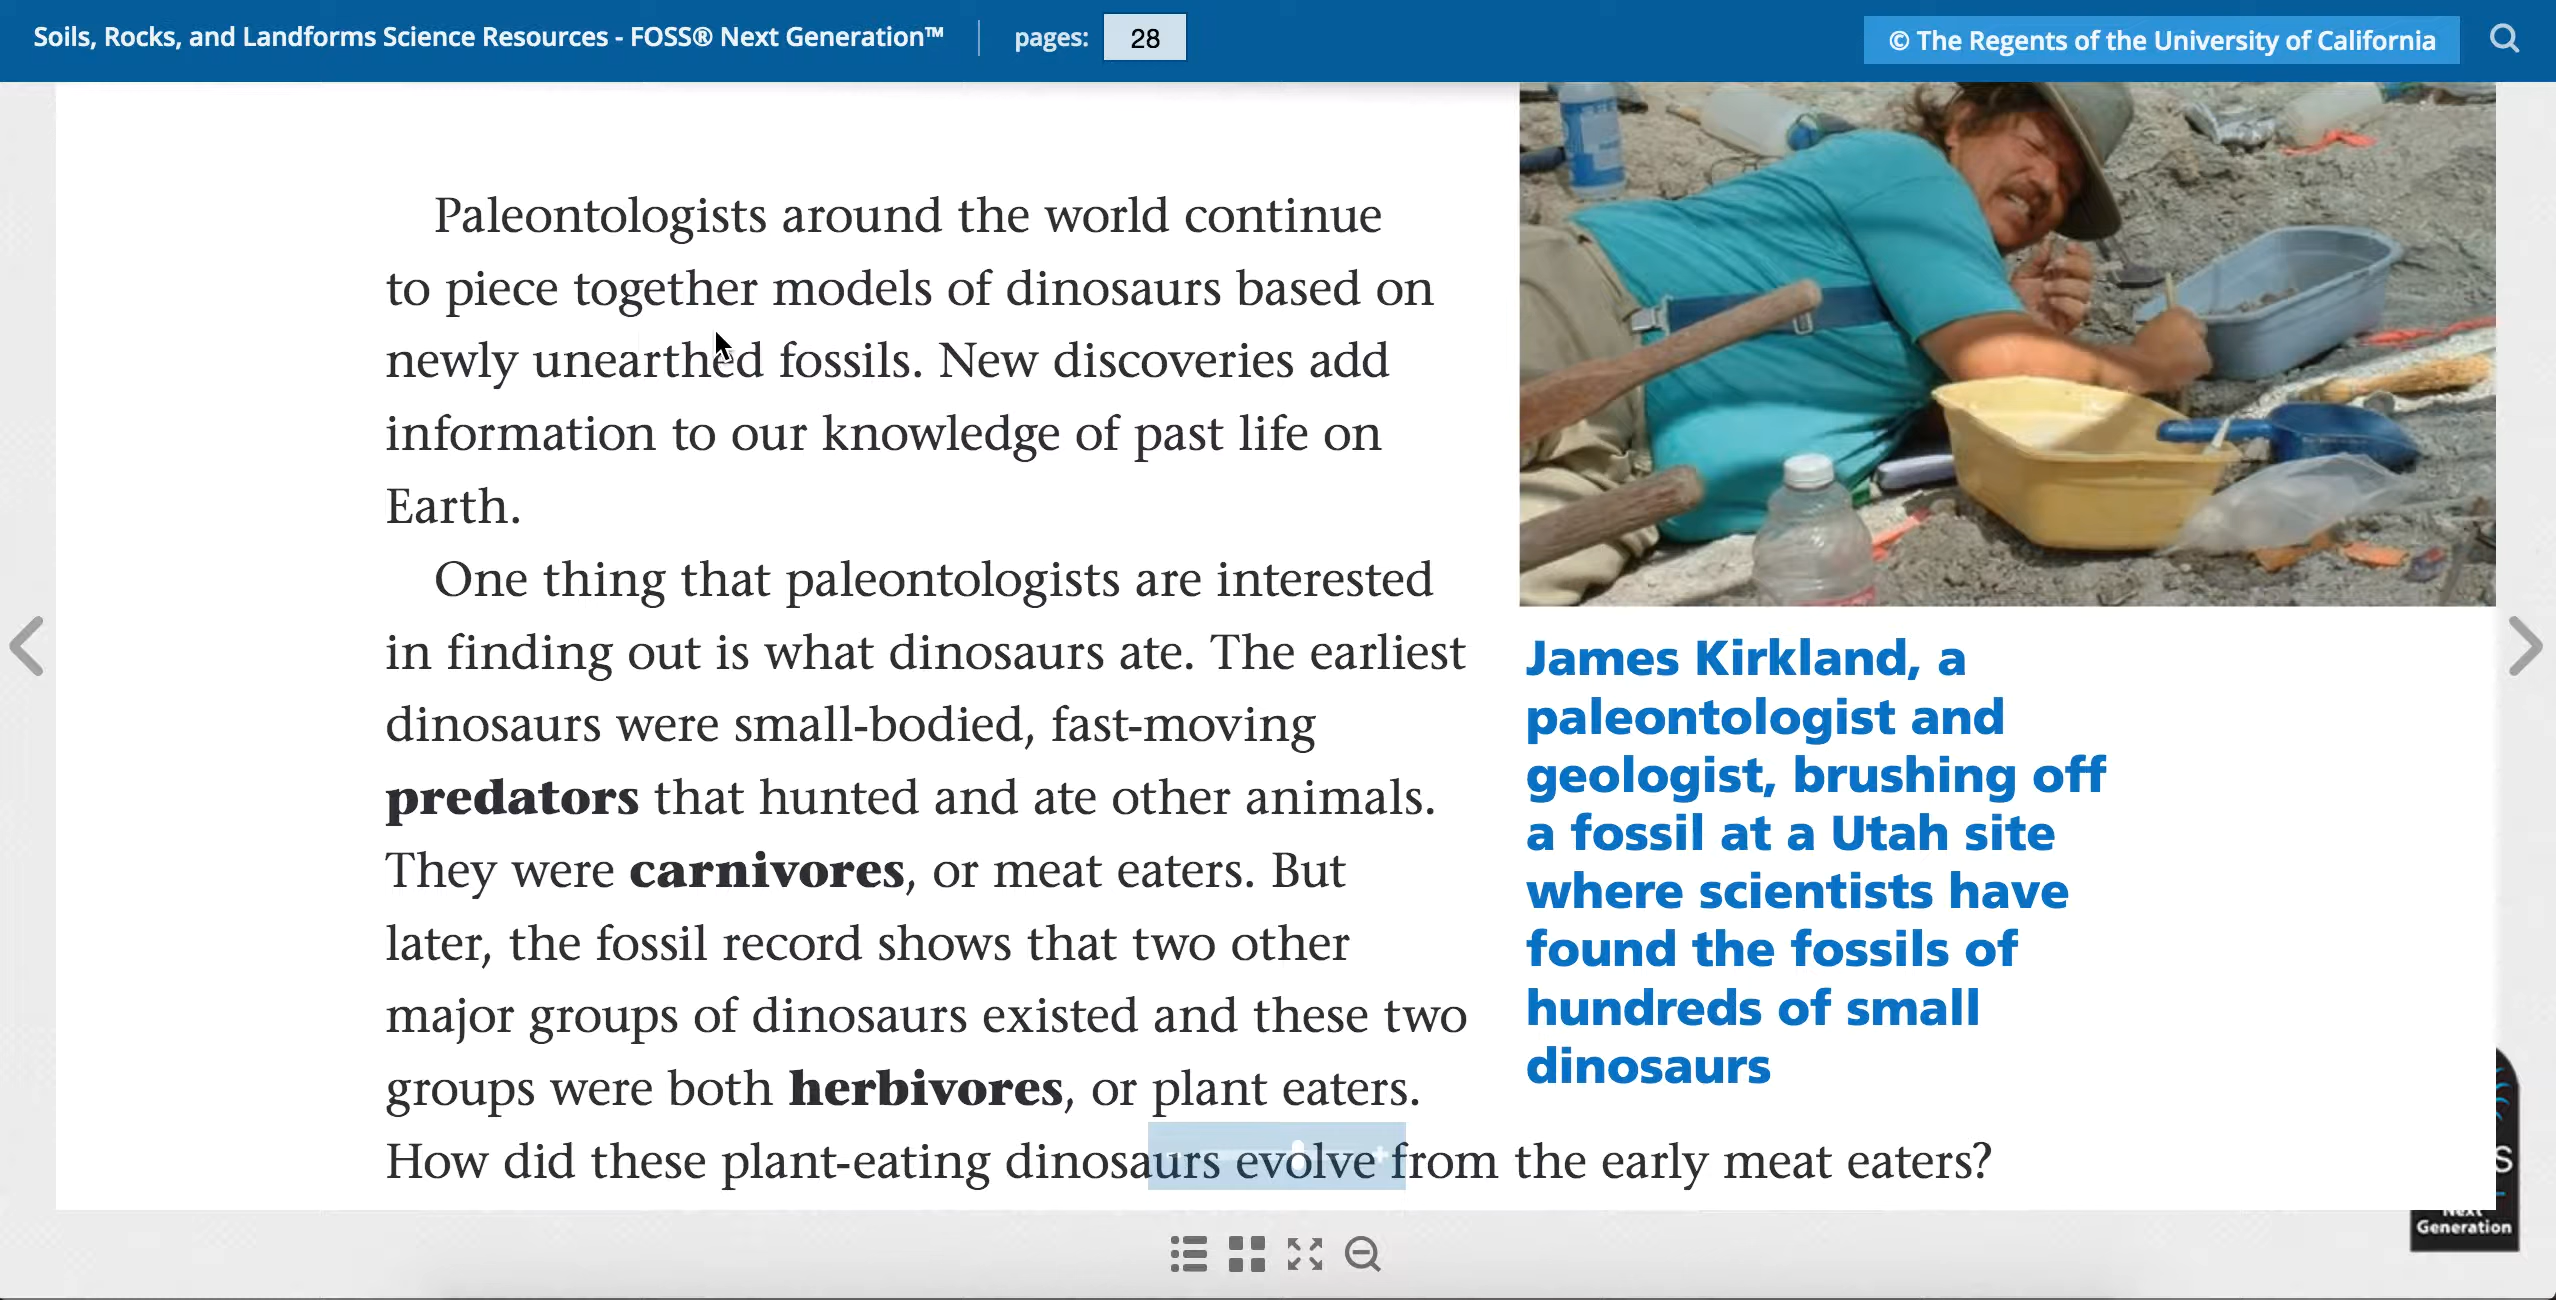 Soils, Rocks, and Landforms Science Resources - FOSS® Next Generation™
pages: 28
© The Regents of the University of California
Paleontologists around the world continue
to piece together models of dinosaurs based on
newly unearthed fossils. New discoveries add
information to our knowledge of past life on
Earth.
One thing that paleontologists are interested
in finding out is what dinosaurs ate. The earliest
dinosaurs were small-bodied, fast-moving
predators that hunted and ate other animals.
They were carnivores, or meat eaters. But
later, the fossil record shows that two other
major groups of dinosaurs existed and these two
groups were both herbivores, or plant eaters.
How did these plant-eating dinosaurs evolve from the early meat eaters?
James Kirkland, a
paleontologist and
geologist, brushing off
a fossil at a Utah site
where scientists have
found the fossils of
hundreds of small
dinosaurs
S
Next
Generation